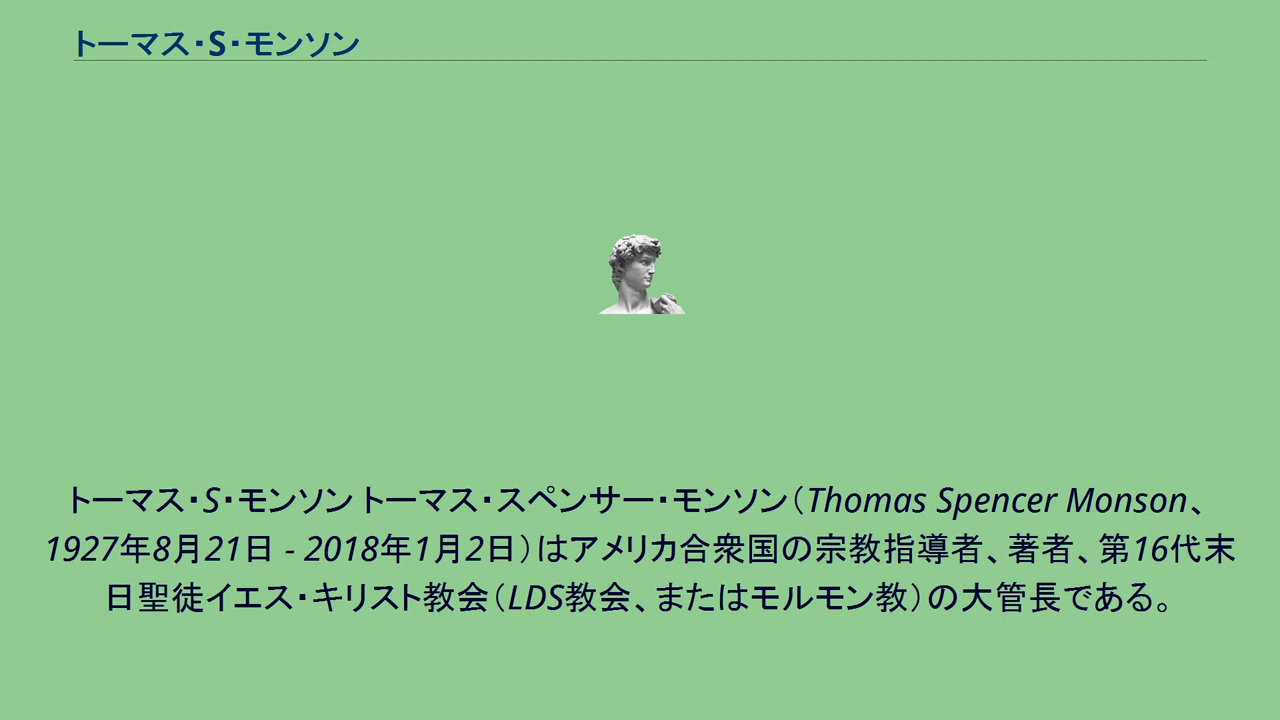 トーマス・S・モンソン
トーマス・S・モンソン トーマス・スペンサー・モンソン（Thomas Spencer Monson、
1927年8月21日 - 2018年1月2日）はアメリカ合衆国の宗教指導者、著者、第16代末
日聖徒イエス・キリスト教会（LDS教会、またはモルモン教）の大管長である。